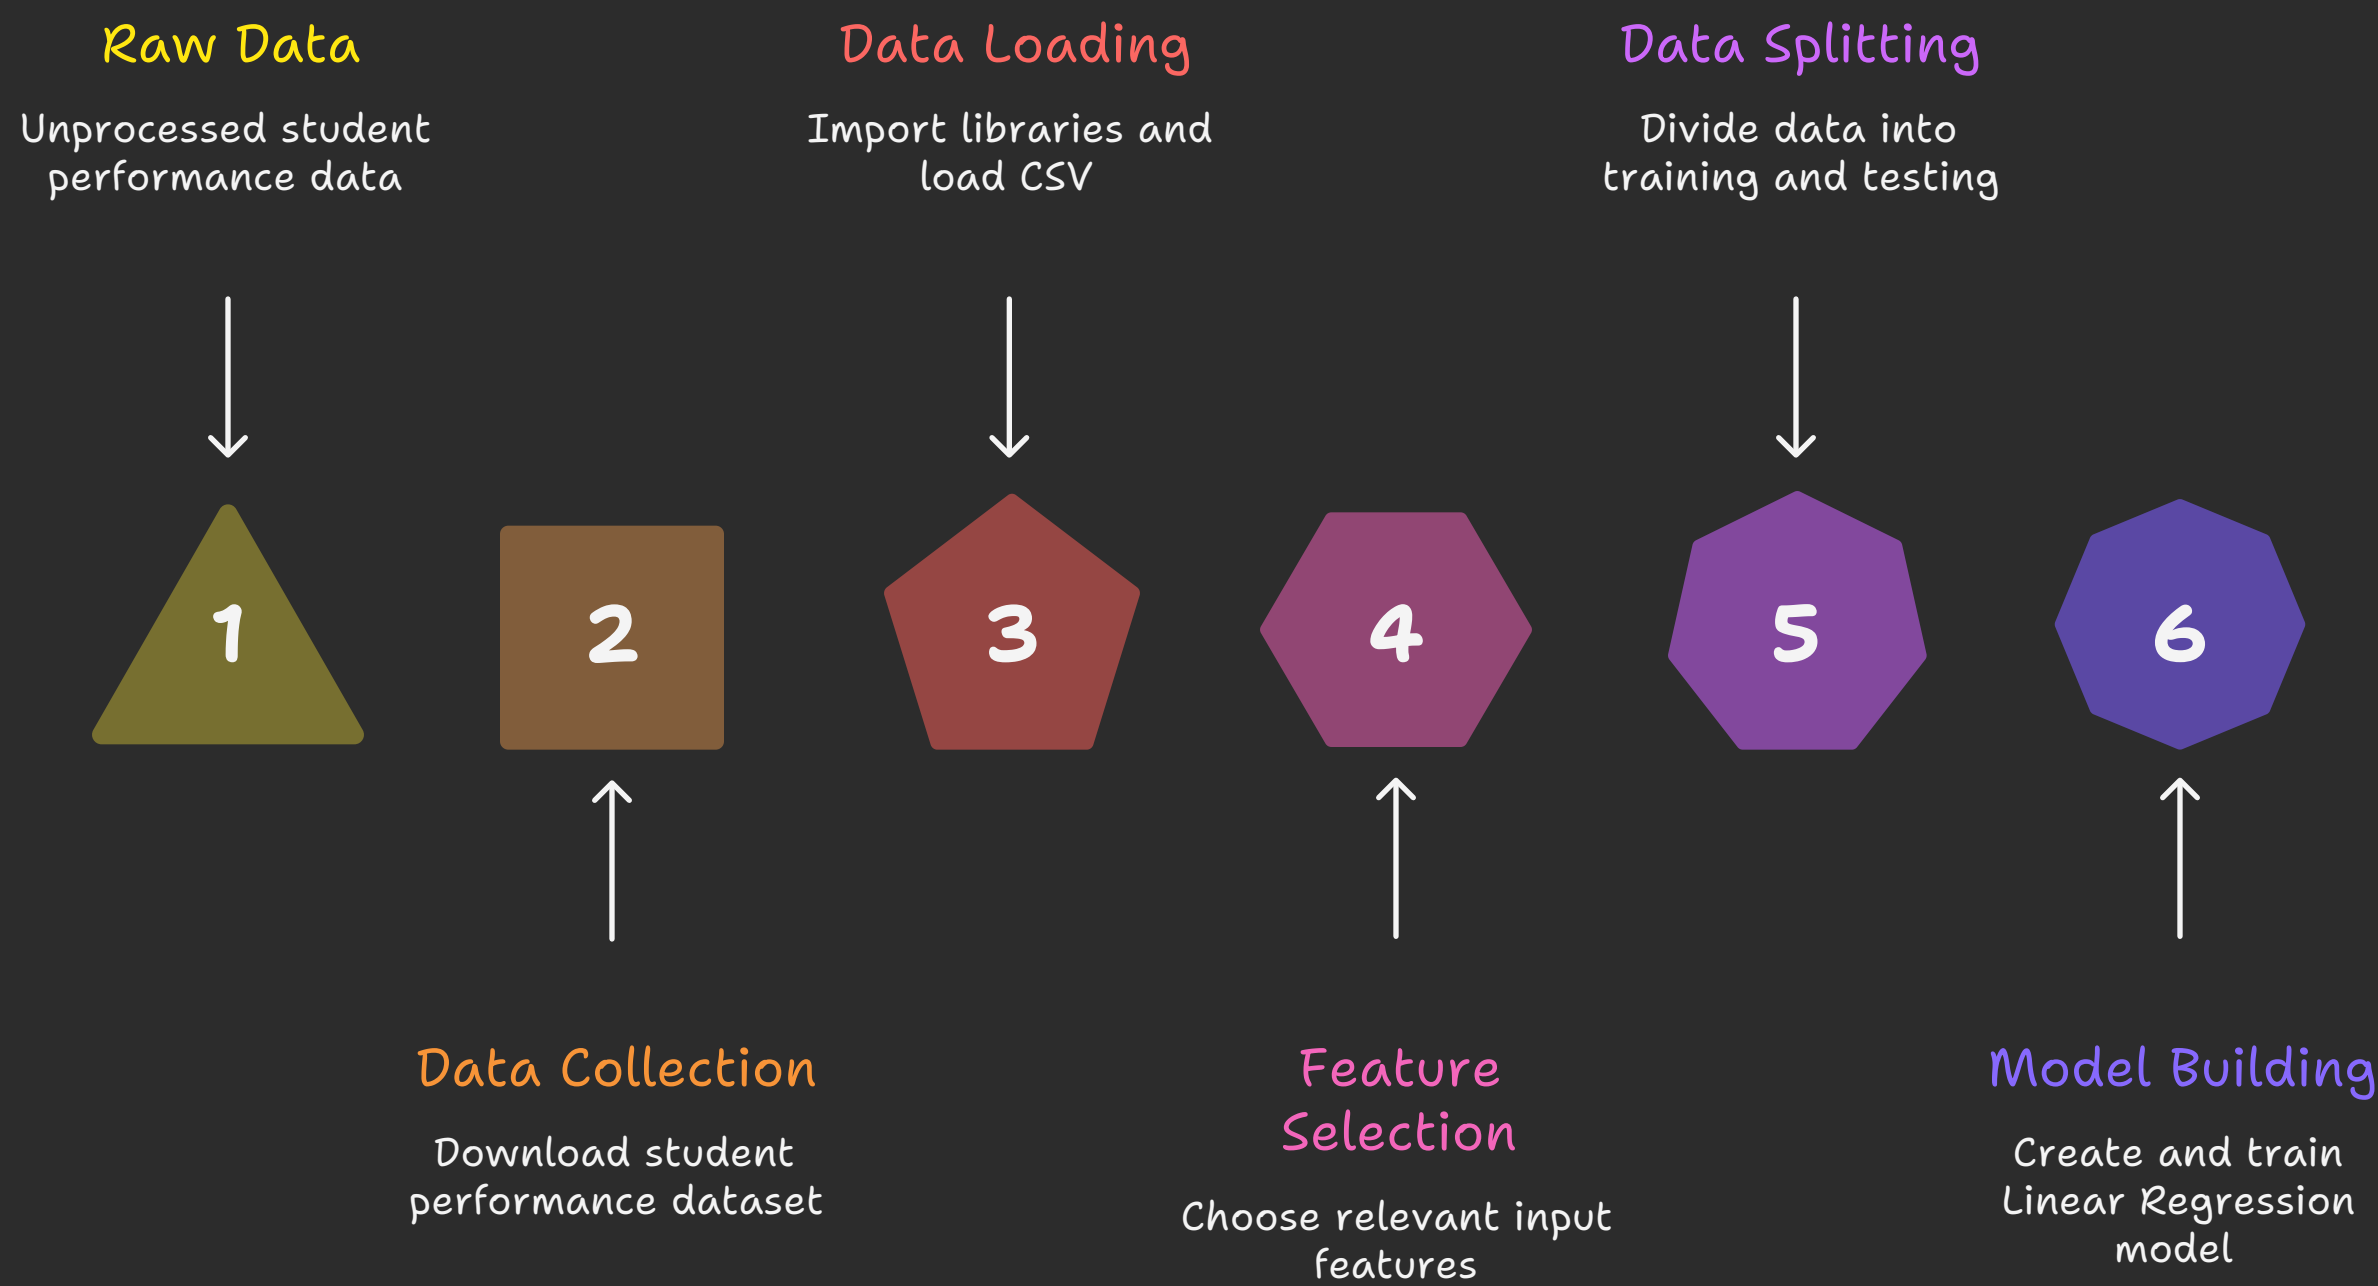 Raw Data
Unprocessed student
performance data
Data Loading
Import libraries and
load CSV
Data Splitting
Divide data into
training and testing
1
2
3
4
5
6
Data Collection
Download student
performance dataset
Feature
Selection
Choose relevant input
features
Model Building
Create and train
Linear Regression
model